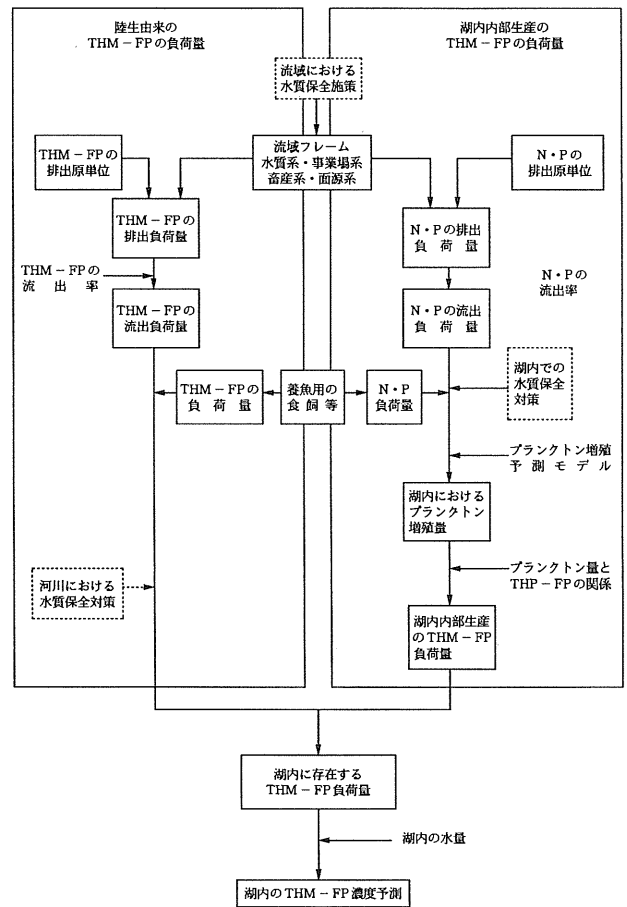 陸生由来の
THM－FPの負荷量
湖内内部生産の
THM－FPの負荷量
流域における
水質保全施策
THM－FPの
排出原単位
流域フレーム
水質系・事業場系
畜産系・面源系
N・Pの
排出原単位
THM－FPの
排出負荷量
N・Pの排出
負荷量
THM－FPの
流出率
N・Pの
流出率
THM－FPの
流出負荷量
N・Pの流出
負荷量
湖内での
水質保全
対策
THM－FPの
負荷量
養魚用の
食飼等
N・P
負荷量
プランクトン増殖
予測モデル
湖内における
プランクトン
増殖量
河川における
水質保全対策
プランクトン量と
THP－FPの関係
湖内内部生産
のTHM－FP
負荷量
湖内に存在する
THM－FP負荷量
湖内の水量
湖内のTHM－FP濃度予測